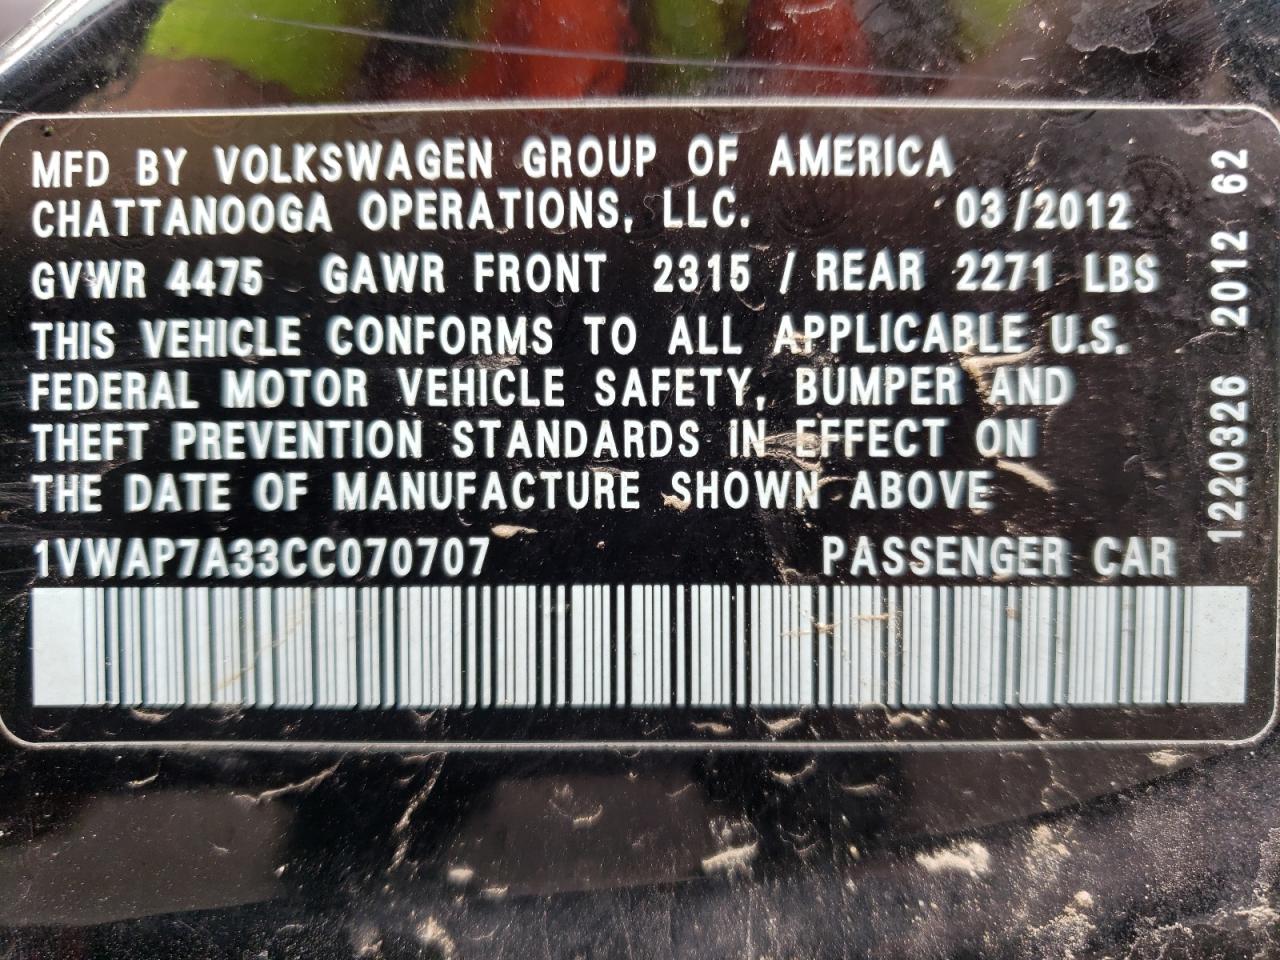 MFD BY VOLKSWAGEN GROUP OF AMERICA
CHATTANOOGA OPERATIONS, LLC. 03/2012
GVWR 4475 GAWR FRONT 2315 / REAR 2271 LBS
THIS VEHICLE CONFORMS TO ALL APPLICABLE U.S.
FEDERAL MOTOR VEHICLE SAFETY, BUMPER AND
THEFT PREVENTION STANDARDS IN EFFECT ON
THE DATE OF MANUFACTURE SHOWN ABOVE
1VWAP7A33CC070707 PASSENGER CAR
1220326 2012 62